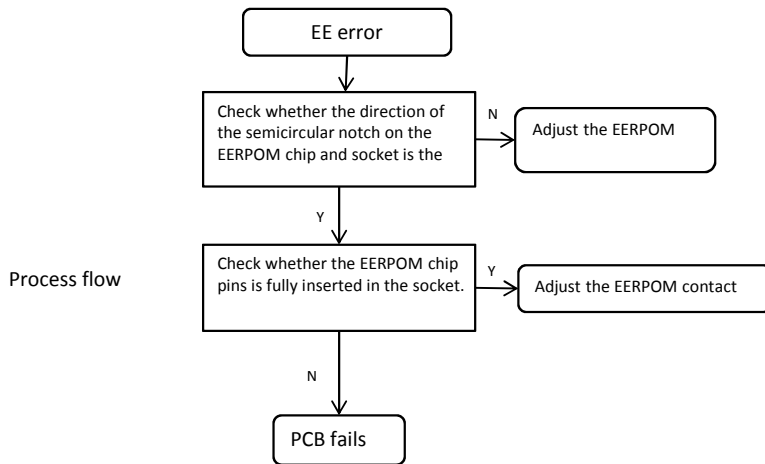 EE error
Check whether the direction of
the semicircular notch on the
EERPOM chip and socket is the
N
Adjust the EERPOM
Y
Process flow
Check whether the EERPOM chip
pins is fully inserted in the socket.
Y
Adjust the EERPOM contact
N
PCB fails